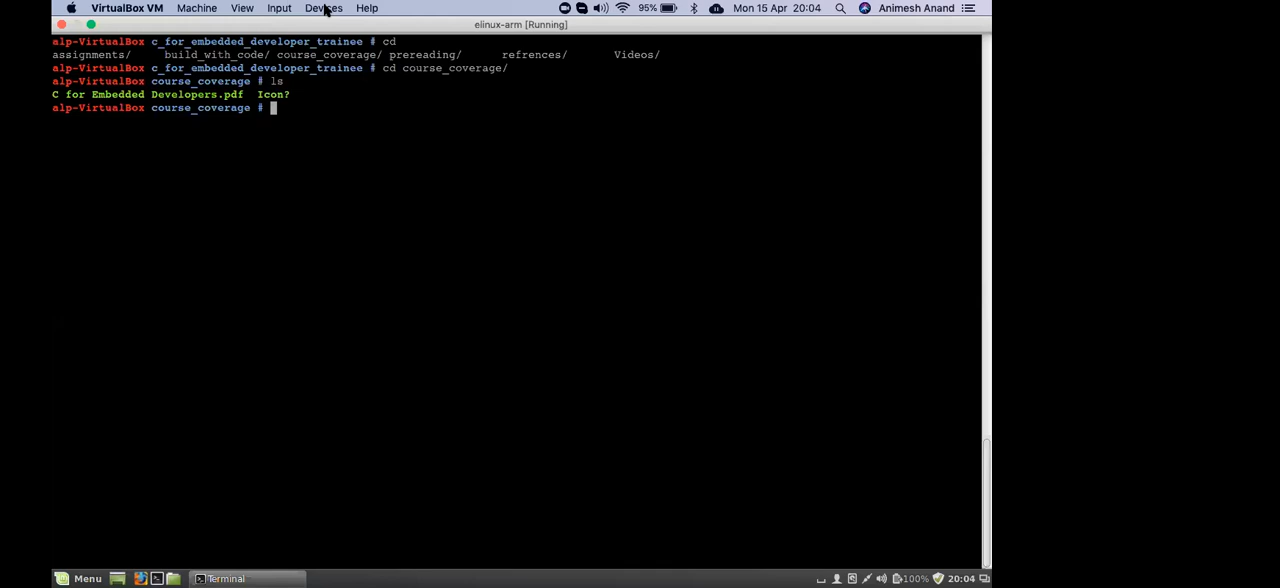 VirtualBox VM Machine View Input Devices Help 95% Mon 15 Apr 20:04 Animesh Anand
elinux-arm [Running]
alp-VirtualBox c_for_embedded_developer_trainee # cd
assignments/ build_with_code/ course_coverage/ prereading/ refrences/ Videos/
alp-VirtualBox c_for_embedded_developer_trainee # cd course_coverage/
alp-VirtualBox course_coverage # ls
C for Embedded Developers.pdf Icon?
alp-VirtualBox course_coverage #
Menu Terminal 100% 20:04